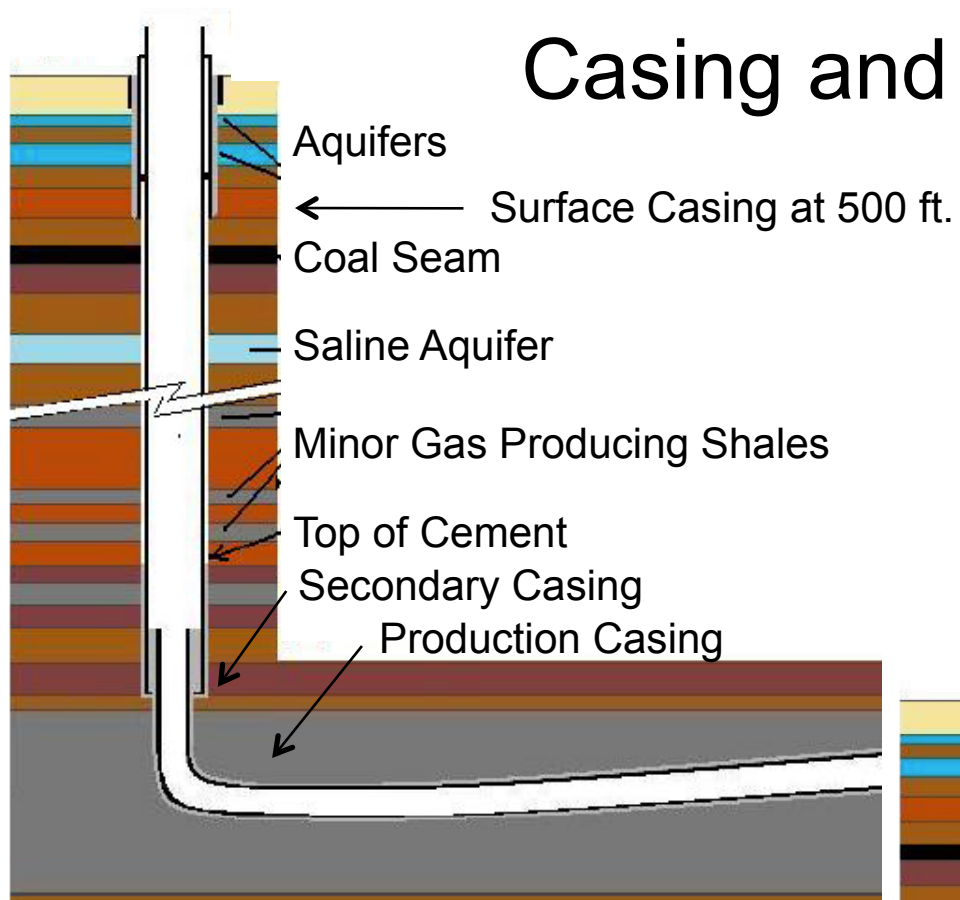 Casing and
Aquifers
Surface Casing at 500 ft.
Coal Seam
Saline Aquifer
Minor Gas Producing Shales
Top of Cement
Secondary Casing
Production Casing